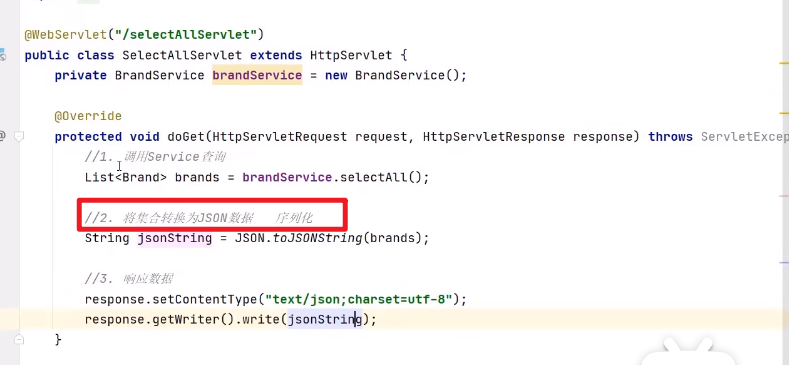 @WebServlet("/selectAllServlet")
public class SelectAllServlet extends HttpServlet {
private BrandService brandService = new BrandService();
@Override
protected void doGet(HttpServletRequest request, HttpServletResponse response) throws ServletExcep
//1. 调用Service查询
List<Brand> brands = brandService.selectAll();
//2. 将集合转换为JSON数据 序列化
String jsonString = JSON.toJSONString(brands);
//3. 响应数据
response.setContentType("text/json;charset=utf-8");
response.getWriter().write(jsonString);
}